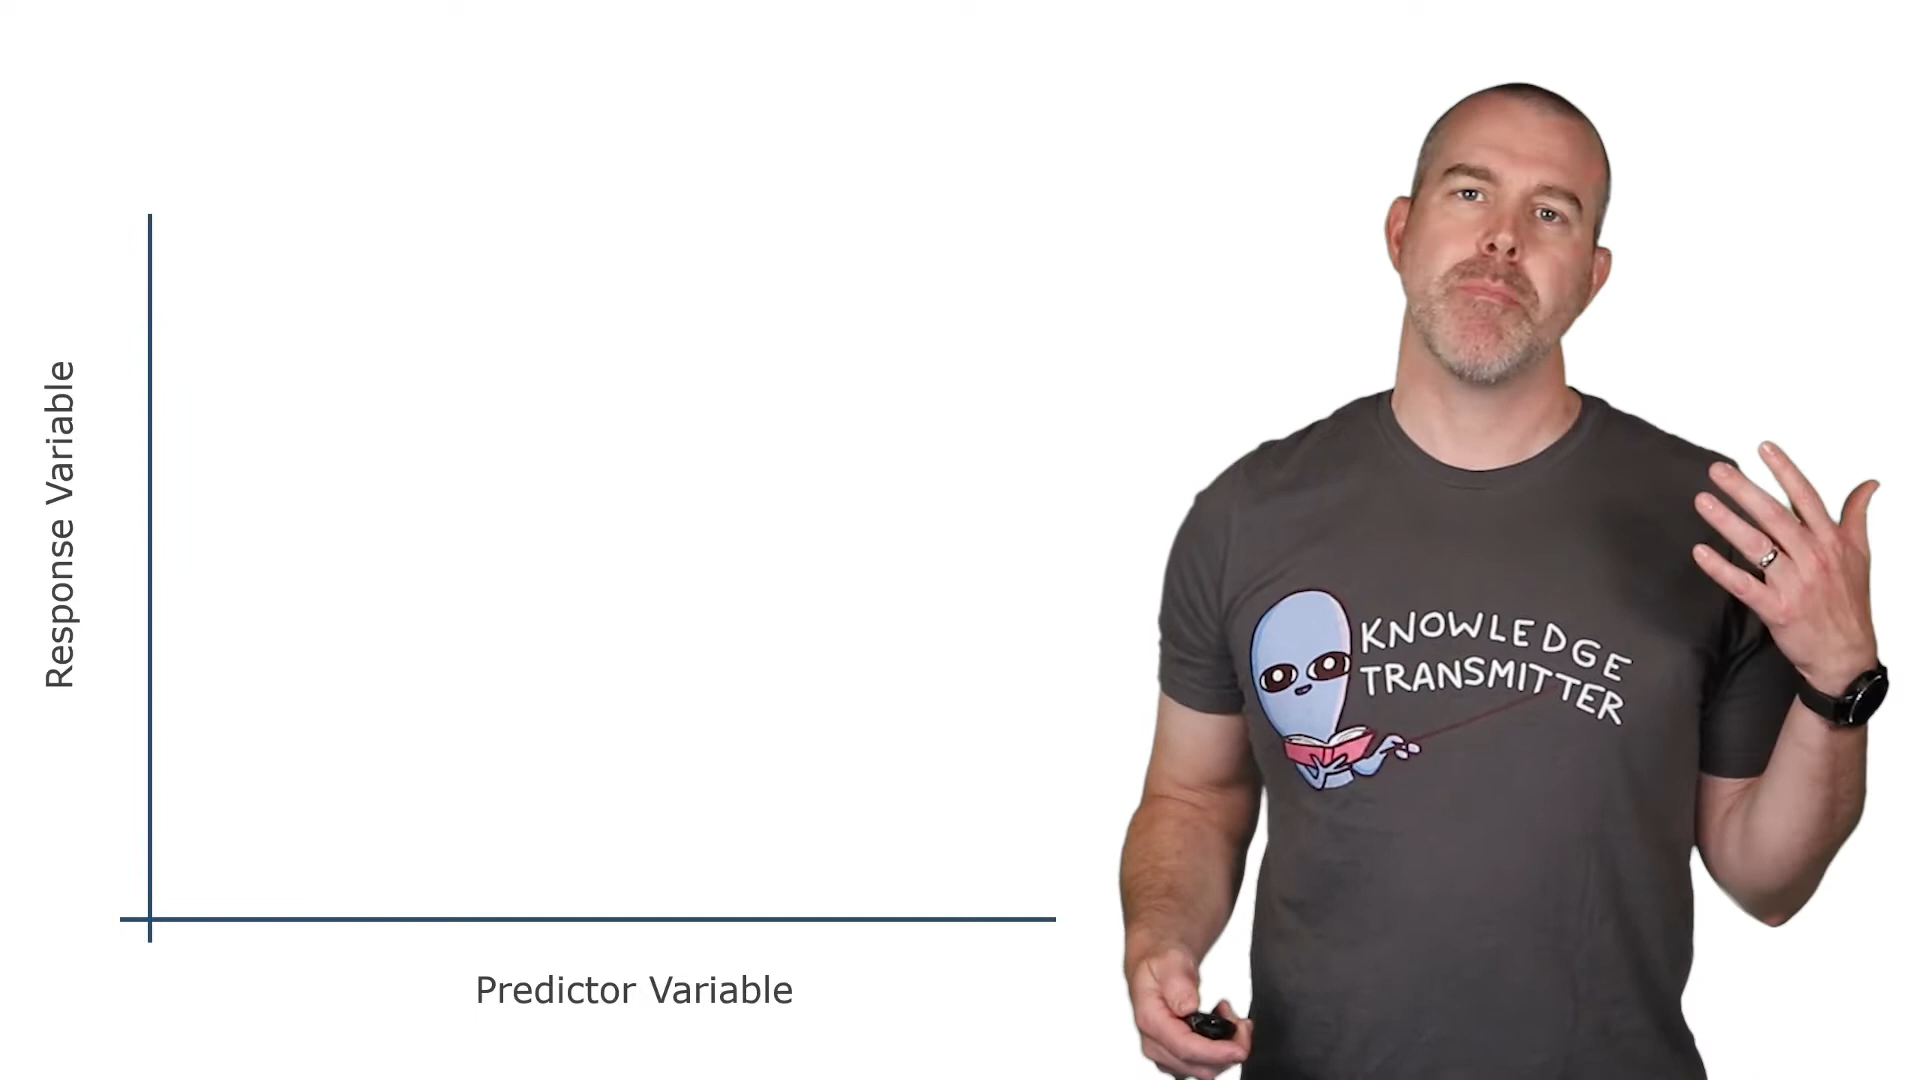 Response Variable
KNOWLEDGE
TRANSMITTER
Predictor Variable